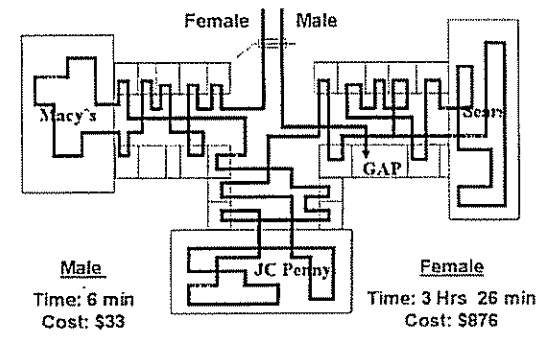 Female Male
Macy's
Sears
GAP
JC Penny
Male
Time: 6 min
Cost: $33
Female
Time: 3 Hrs 26 min
Cost: $876